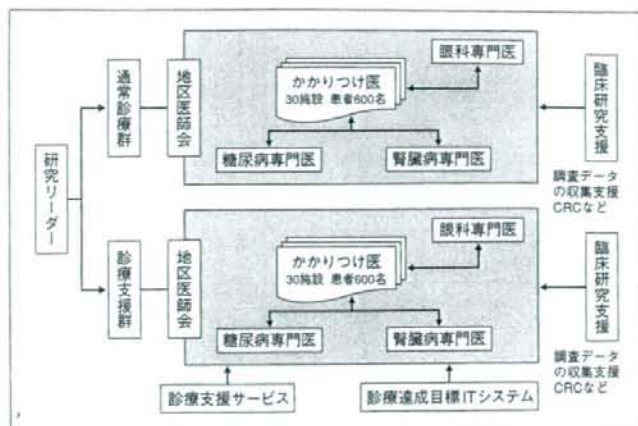 研究リーダー
通常診療群
地区医師会
かかりつけ医
30施設 患者600名
眼科専門医
糖尿病専門医
腎臓病専門医
臨床研究支援
調査データ
の収集支援
CRCなど
診療支援群
地区医師会
かかりつけ医
30施設 患者600名
眼科専門医
糖尿病専門医
腎臓病専門医
臨床研究支援
調査データ
の収集支援
CRCなど
診療支援サービス
診療達成目標ITシステム